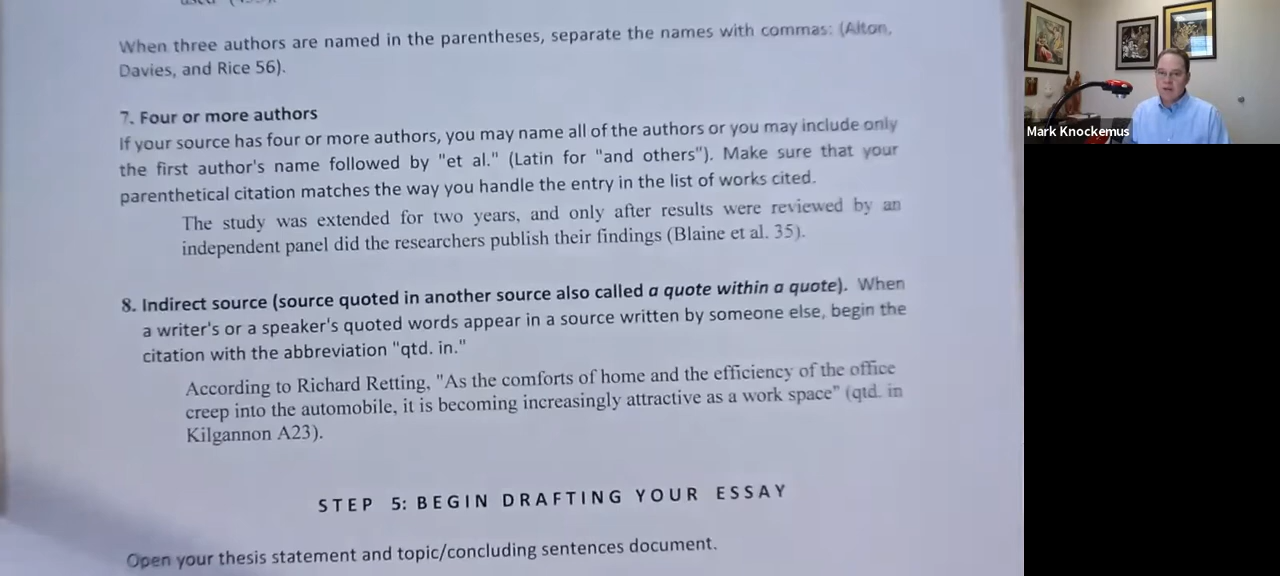 When three authors are named in the parentheses, separate the names with commas: (Alton,
Davies, and Rice 56).
7. Four or more authors
If your source has four or more authors, you may name all of the authors or you may include only
the first author's name followed by "et al." (Latin for "and others"). Make sure that your
parenthetical citation matches the way you handle the entry in the list of works cited.
The study was extended for two years, and only after results were reviewed by an
independent panel did the researchers publish their findings (Blaine et al. 35).
8. Indirect source (source quoted in another source also called a quote within a quote). When
a writer's or a speaker's quoted words appear in a source written by someone else, begin the
citation with the abbreviation "qtd. in."
According to Richard Retting, "As the comforts of home and the efficiency of the office
creep into the automobile, it is becoming increasingly attractive as a work space" (qtd. in
Kilgannon A23).
STEP 5: BEGIN DRAFTING YOUR ESSAY
Open your thesis statement and topic/concluding sentences document.
Mark Knockemus